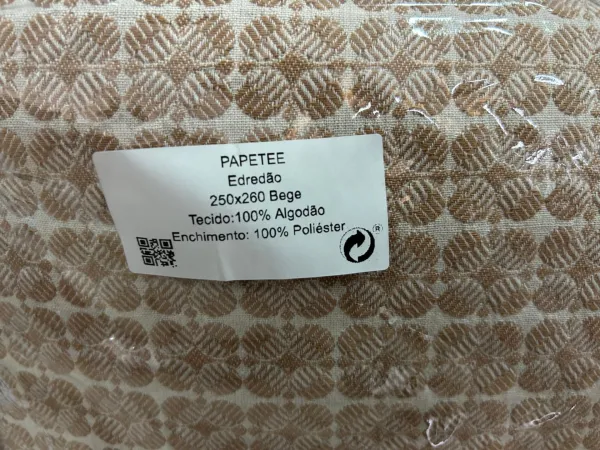 PAPETEE
Edredão
250x260 Bege
Tecido:100% Algodão
Enchimento: 100% Poliéster
®